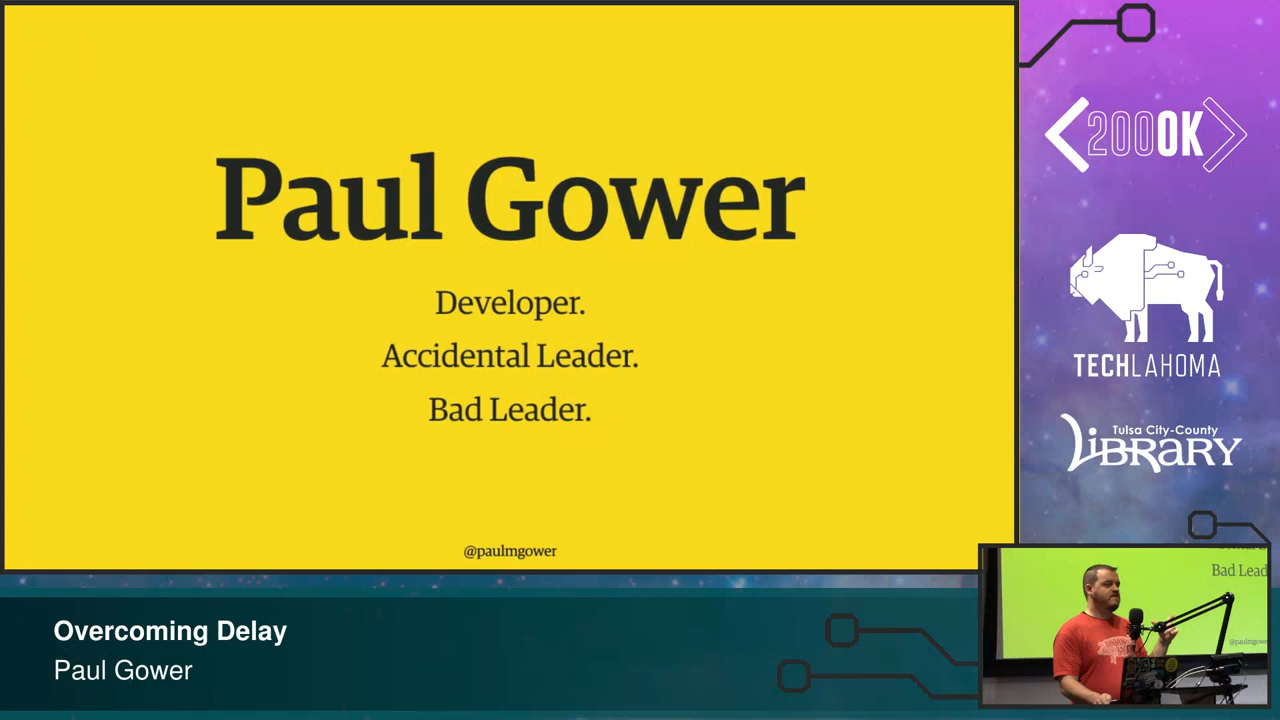 Paul Gower
Developer.
Accidental Leader.
Bad Leader.
@paulmgower
200OK
TECHLAHOMA
Tulsa City-County
LiBRARY
Bad Lead
@paulmgower
Overcoming Delay
Paul Gower